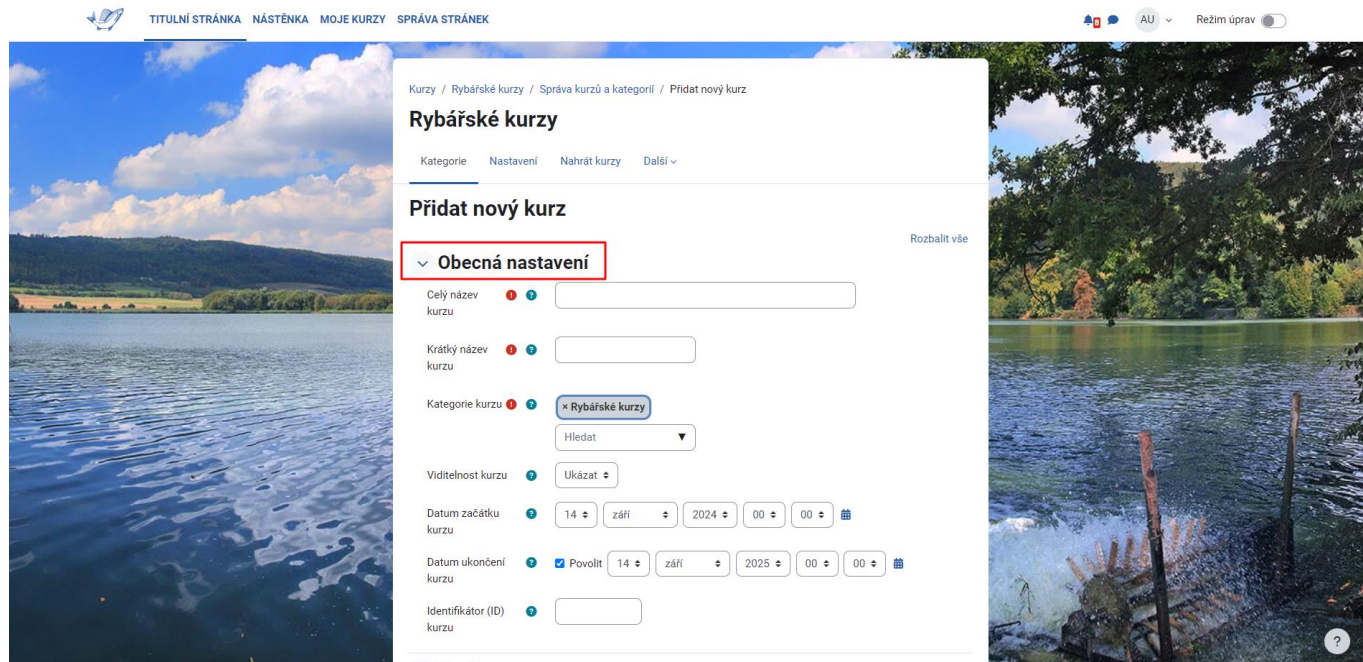 TITULNÍ STRÁNKA NÁSTĚNKA MOJE KURZY SPRÁVA STRÁNEK
8 AU Režim úprav
Kurzy / Rybářské kurzy / Správa kurzů a kategorií / Přidat nový kurz
Rybářské kurzy
Kategorie Nastavení Nahrát kurzy Další
Přidat nový kurz
Rozbalit vše
Obecná nastavení
Celý název kurzu ! ?
Krátký název kurzu ! ?
Kategorie kurzu ! ? × Rybářské kurzy
Hledat ▼
Viditelnost kurzu ? Ukázat
Datum začátku kurzu ? 14 září 2024 00 00
Datum ukončení kurzu ? Povolit 14 září 2025 00 00
Identifikátor (ID) kurzu ?
?